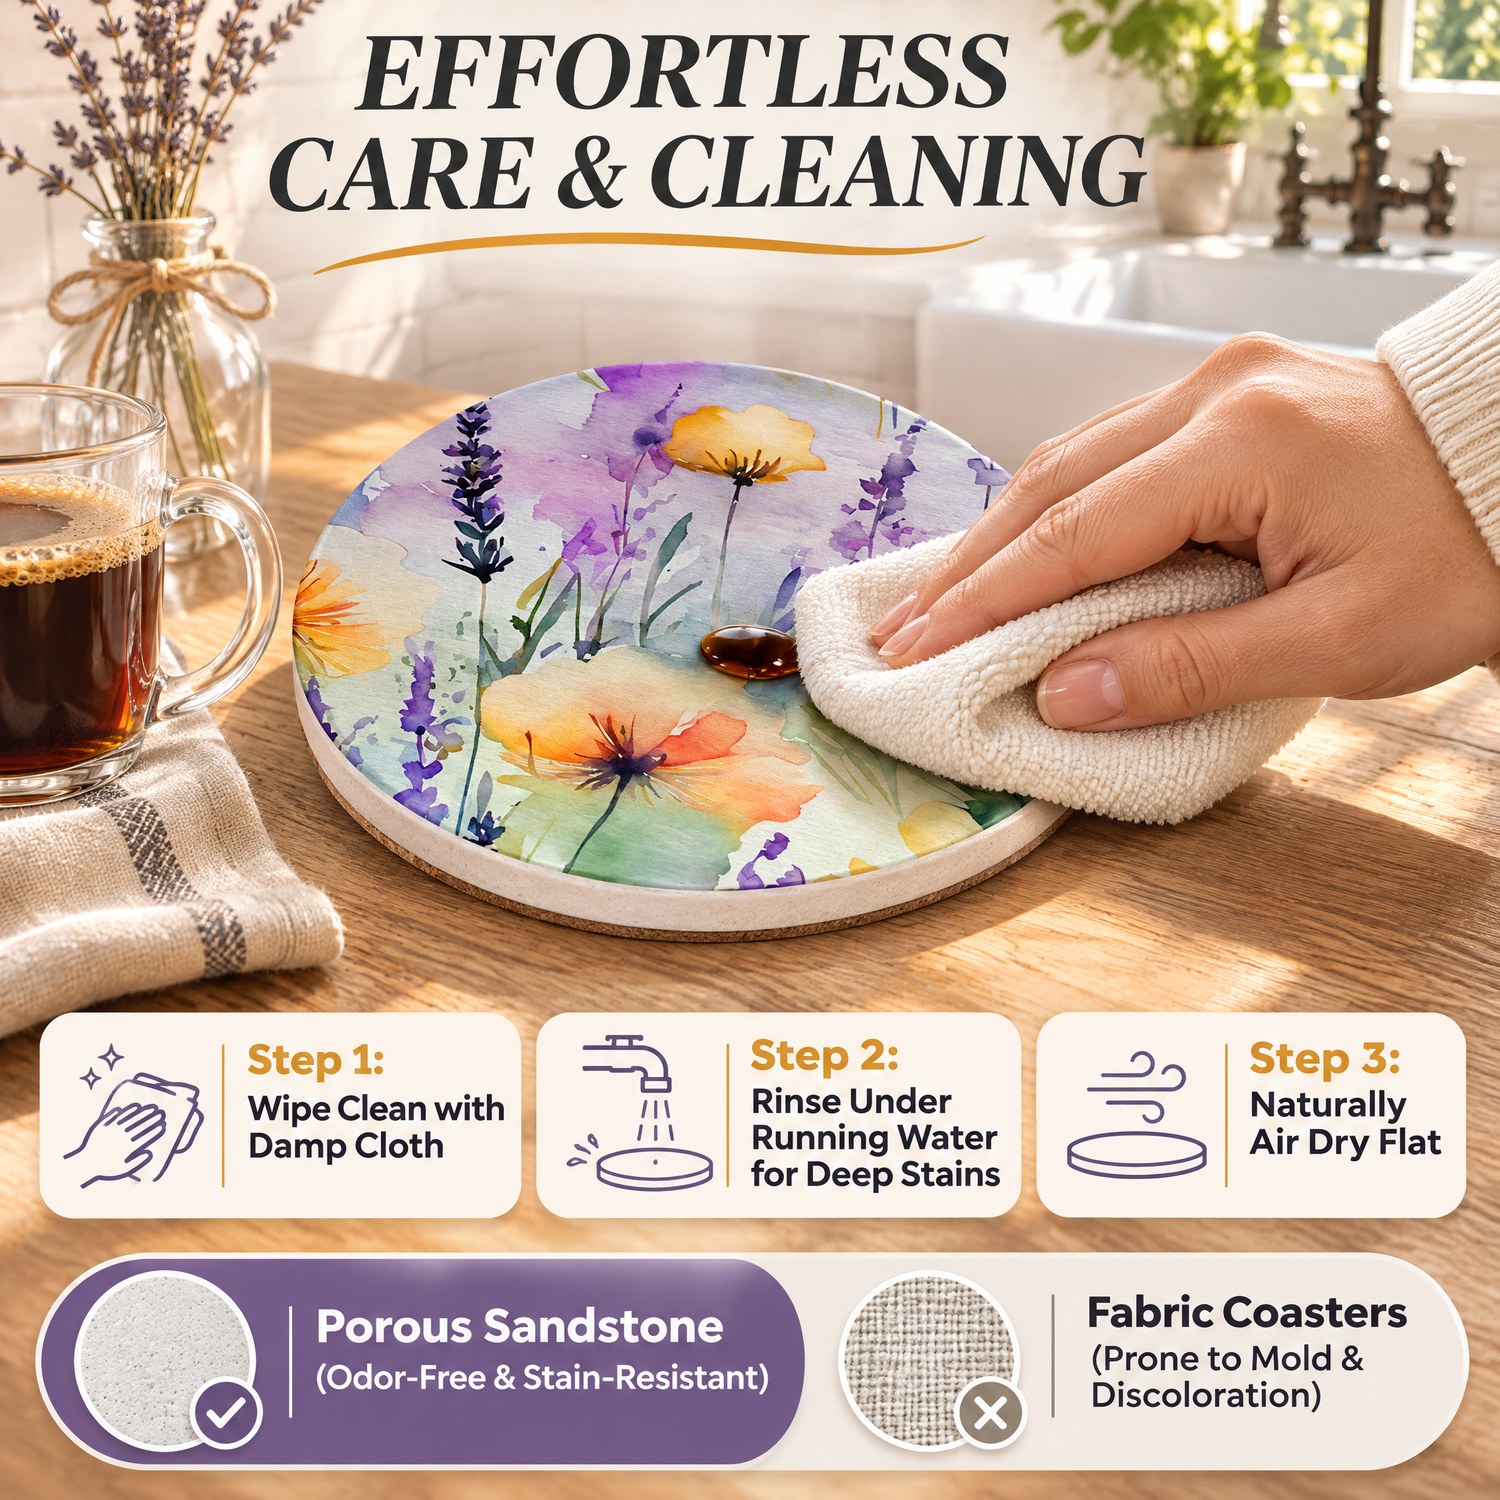 EFFORTLESS
CARE & CLEANING
Step 1:
Wipe Clean with
Damp Cloth
Step 2:
Rinse Under
Running Water
for Deep Stains
Step 3:
Naturally
Air Dry Flat
Porous Sandstone
(Odor-Free & Stain-Resistant)
Fabric Coasters
(Prone to Mold &
Discoloration)